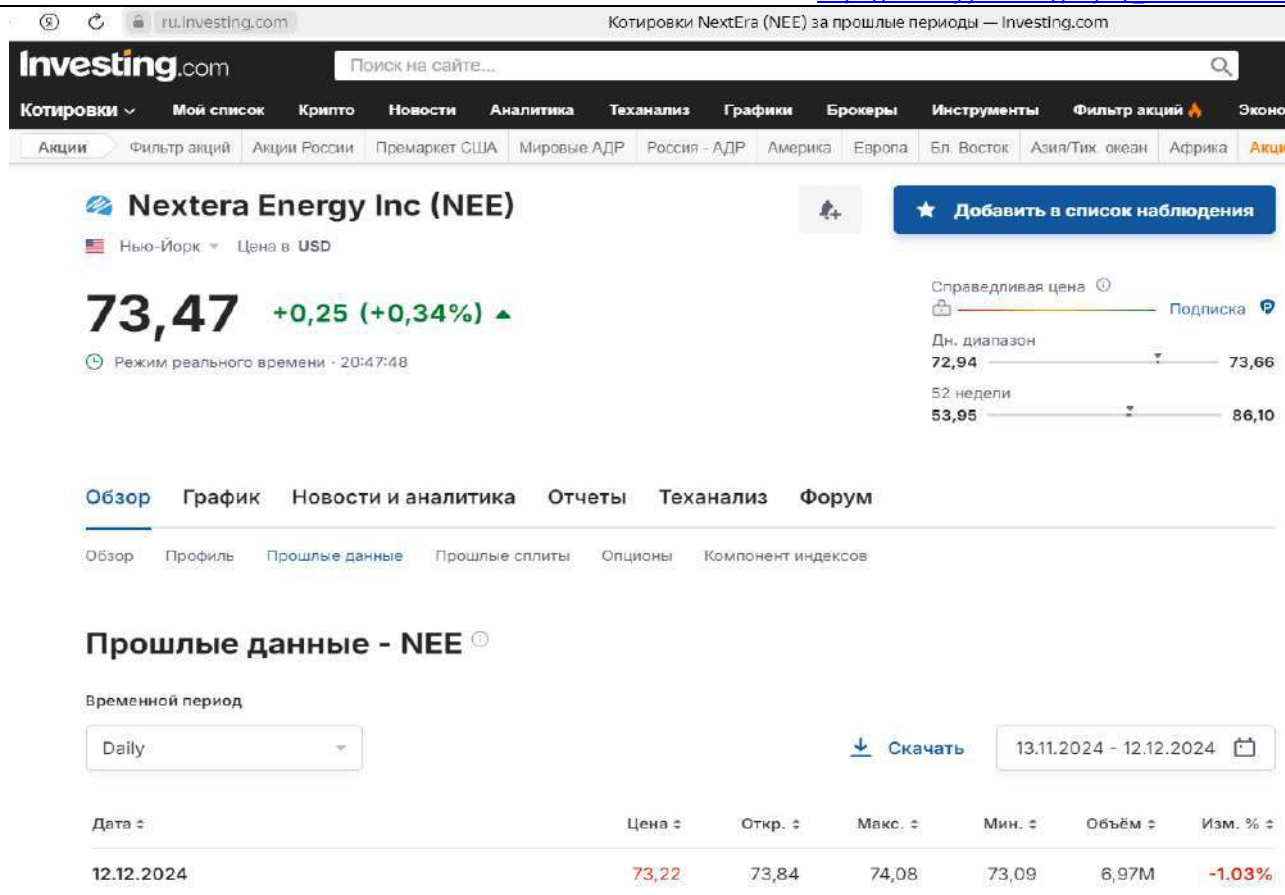 ru.investing.com
Котировки NextEra (NEE) за прошлые периоды — Investing.com
Investing.com
Поиск на сайте...
Котировки Мой список Крипто Новости Аналитика Теханализ Графики Брокеры Инструменты Фильтр акций Эконо
Акции Фильтр акций Акции России Премаркет США Мировые АДР Россия - АДР Америка Европа Бл. Восток Азия/Тих. океан Африка Акци
Nextera Energy Inc (NEE)
Добавить в список наблюдения
Нью-Йорк Цена в USD
73,47 +0,25 (+0,34%)
Режим реального времени · 20:47:48
Справедливая цена
Подписка
Дн. диапазон
72,94 73,66
52 недели
53,95 86,10
Обзор График Новости и аналитика Отчеты Теханализ Форум
Обзор Профиль Прошлые данные Прошлые сплиты Опционы Компонент индексов
Прошлые данные - NEE
Временной период
Daily
Скачать
13.11.2024 - 12.12.2024
Дата Цена Откр. Макс. Мин. Объём Изм. %
12.12.2024 73,22 73,84 74,08 73,09 6,97M -1.03%